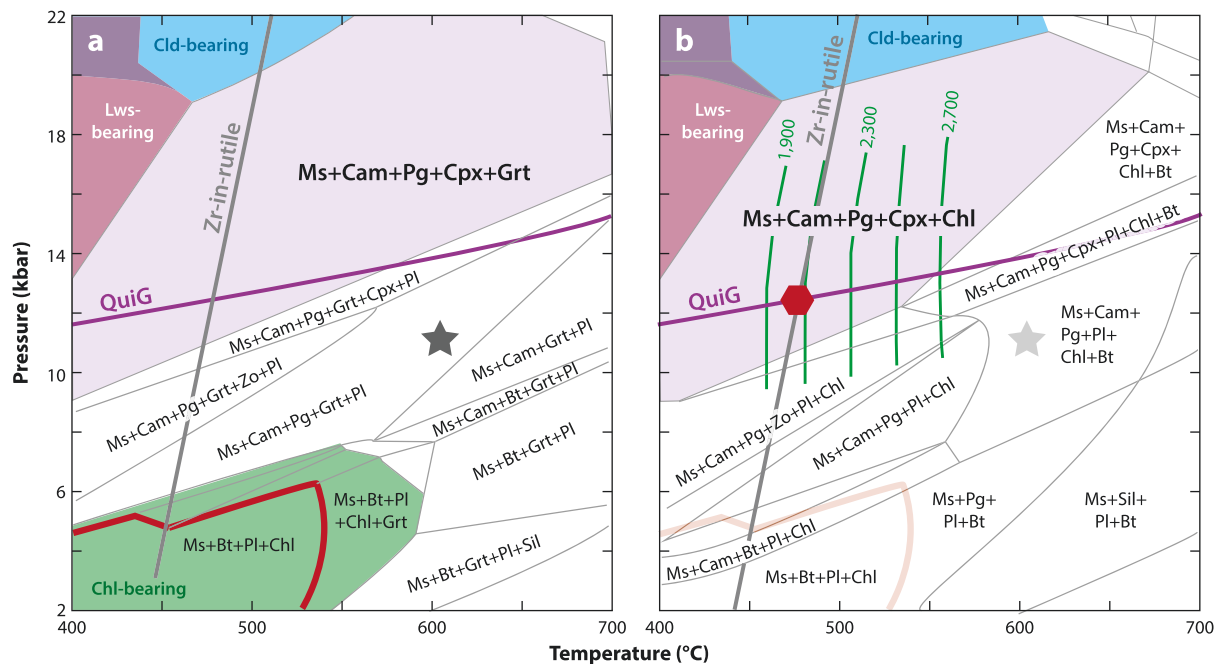 a
Cld-bearing
Lws-
bearing
Zr-in-rutile
Ms+Cam+Pg+Cpx+Grt
QuiG
Ms+Cam+Pg+Grt+Cpx+Pl
Ms+Cam+Pg+Grt+Zo+Pl
Ms+Cam+Pg+Grt+Pl
Ms+Cam+Grt+Pl
Ms+Cam+Bt+Grt+Pl
Ms+Bt+Grt+Pl
Ms+Bt+Pl
+Chl+Grt
Ms+Bt+Pl+Chl
Chl-bearing
Ms+Bt+Grt+Pl+Sil
22
18
14
10
6
2
400
500
600
700
Pressure (kbar)
b
Cld-bearing
Lws-
bearing
Zr-in-rutile
1,900
2,300
2,700
Ms+Cam+
Pg+Cpx+
Chl+Bt
Ms+Cam+Pg+Cpx+Chl
QuiG
Ms+Cam+Pg+Cpx+Pl+Chl+Bt
Ms+Cam+
Pg+Pl+
Chl+Bt
Ms+Cam+Pg+Zo+Pl+Chl
Ms+Cam+Pg+Pl+Chl
Ms+Pg+
Pl+Bt
Ms+Sil+
Pl+Bt
Ms+Cam+Bt+Pl+Chl
Ms+Bt+Pl+Chl
400
500
600
700
Temperature (°C)